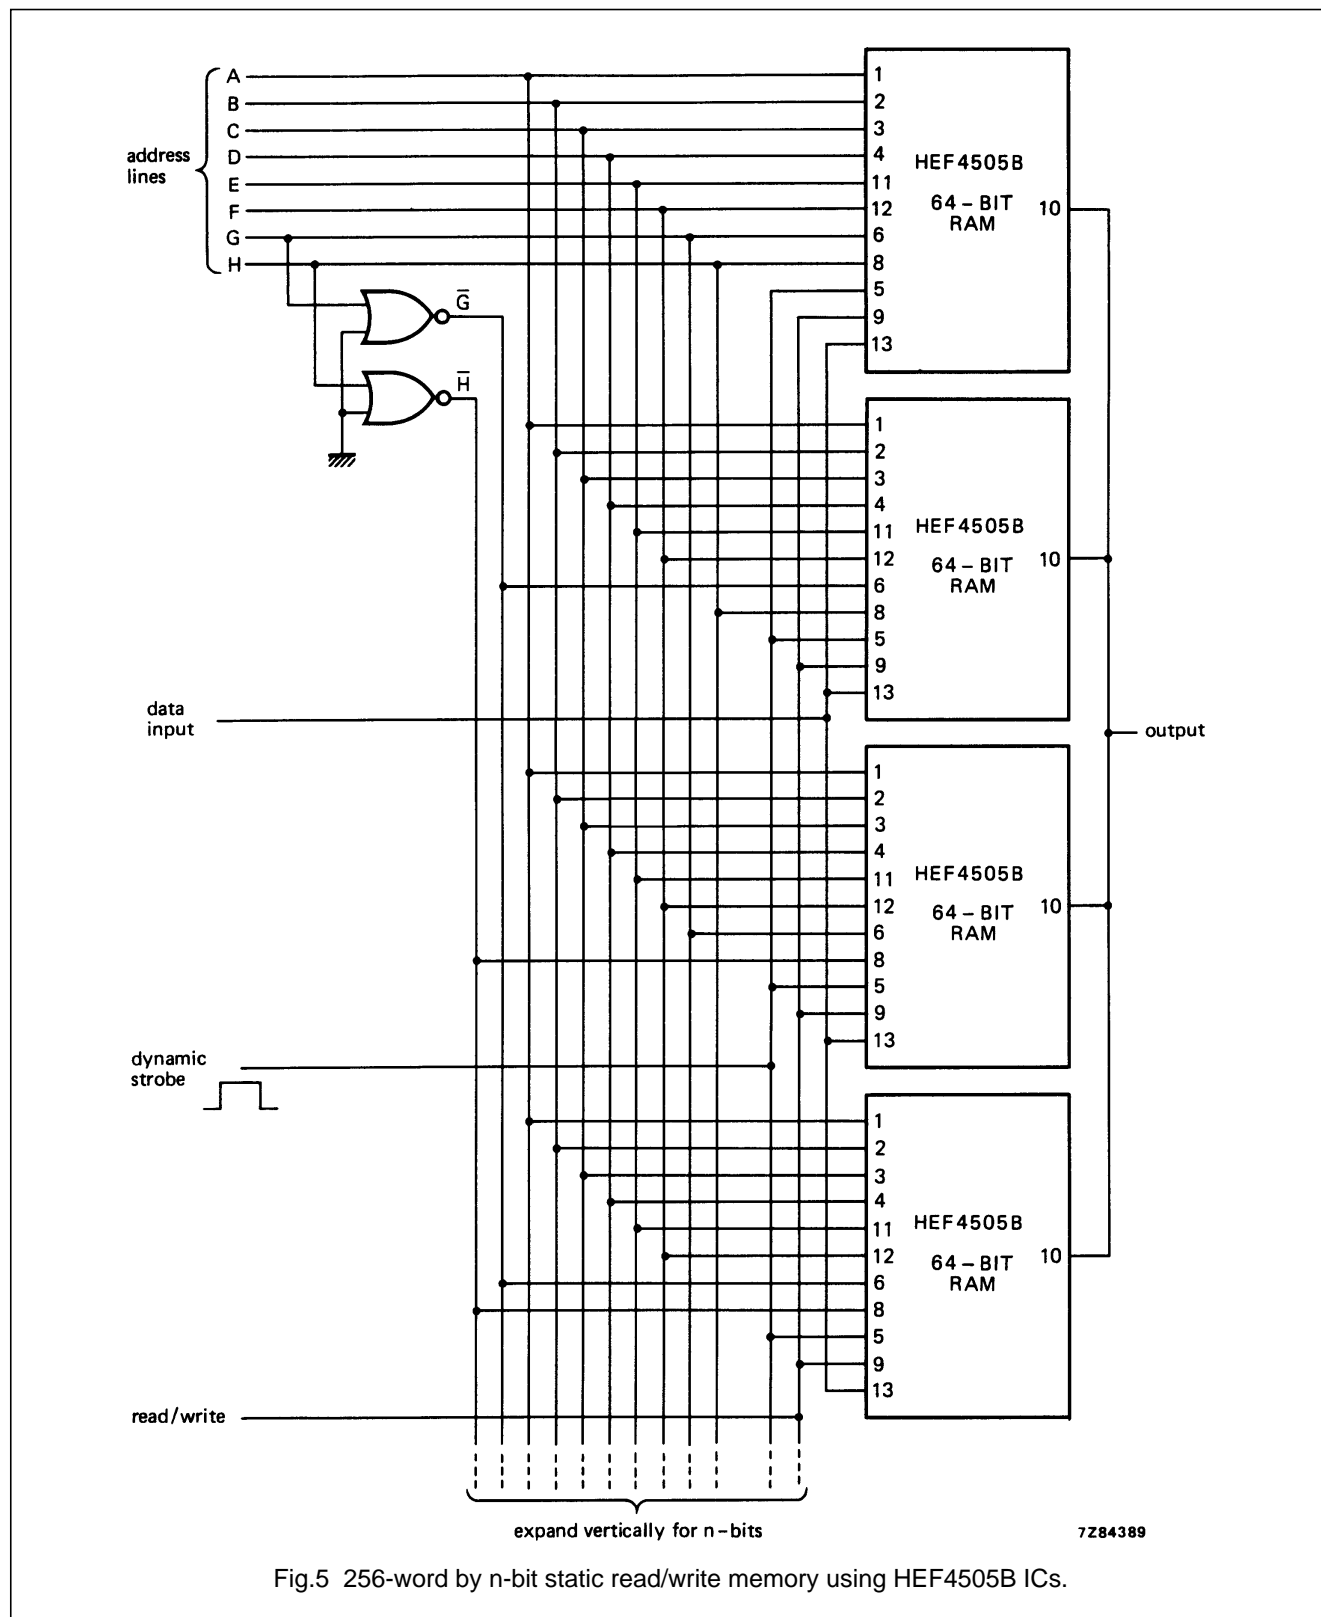 A
B
C
D
E
F
G
H
address
lines
G̅
H̅
1
2
3
4
11
12
6
8
5
9
13
HEF4505B
64-BIT
RAM
10
1
2
3
4
11
12
6
8
5
9
13
HEF4505B
64-BIT
RAM
10
data
input
output
1
2
3
4
11
12
6
8
5
9
13
HEF4505B
64-BIT
RAM
10
dynamic
strobe
1
2
3
4
11
12
6
8
5
9
13
HEF4505B
64-BIT
RAM
10
read/write
expand vertically for n-bits
7Z84389
Fig.5 256-word by n-bit static read/write memory using HEF4505B ICs.